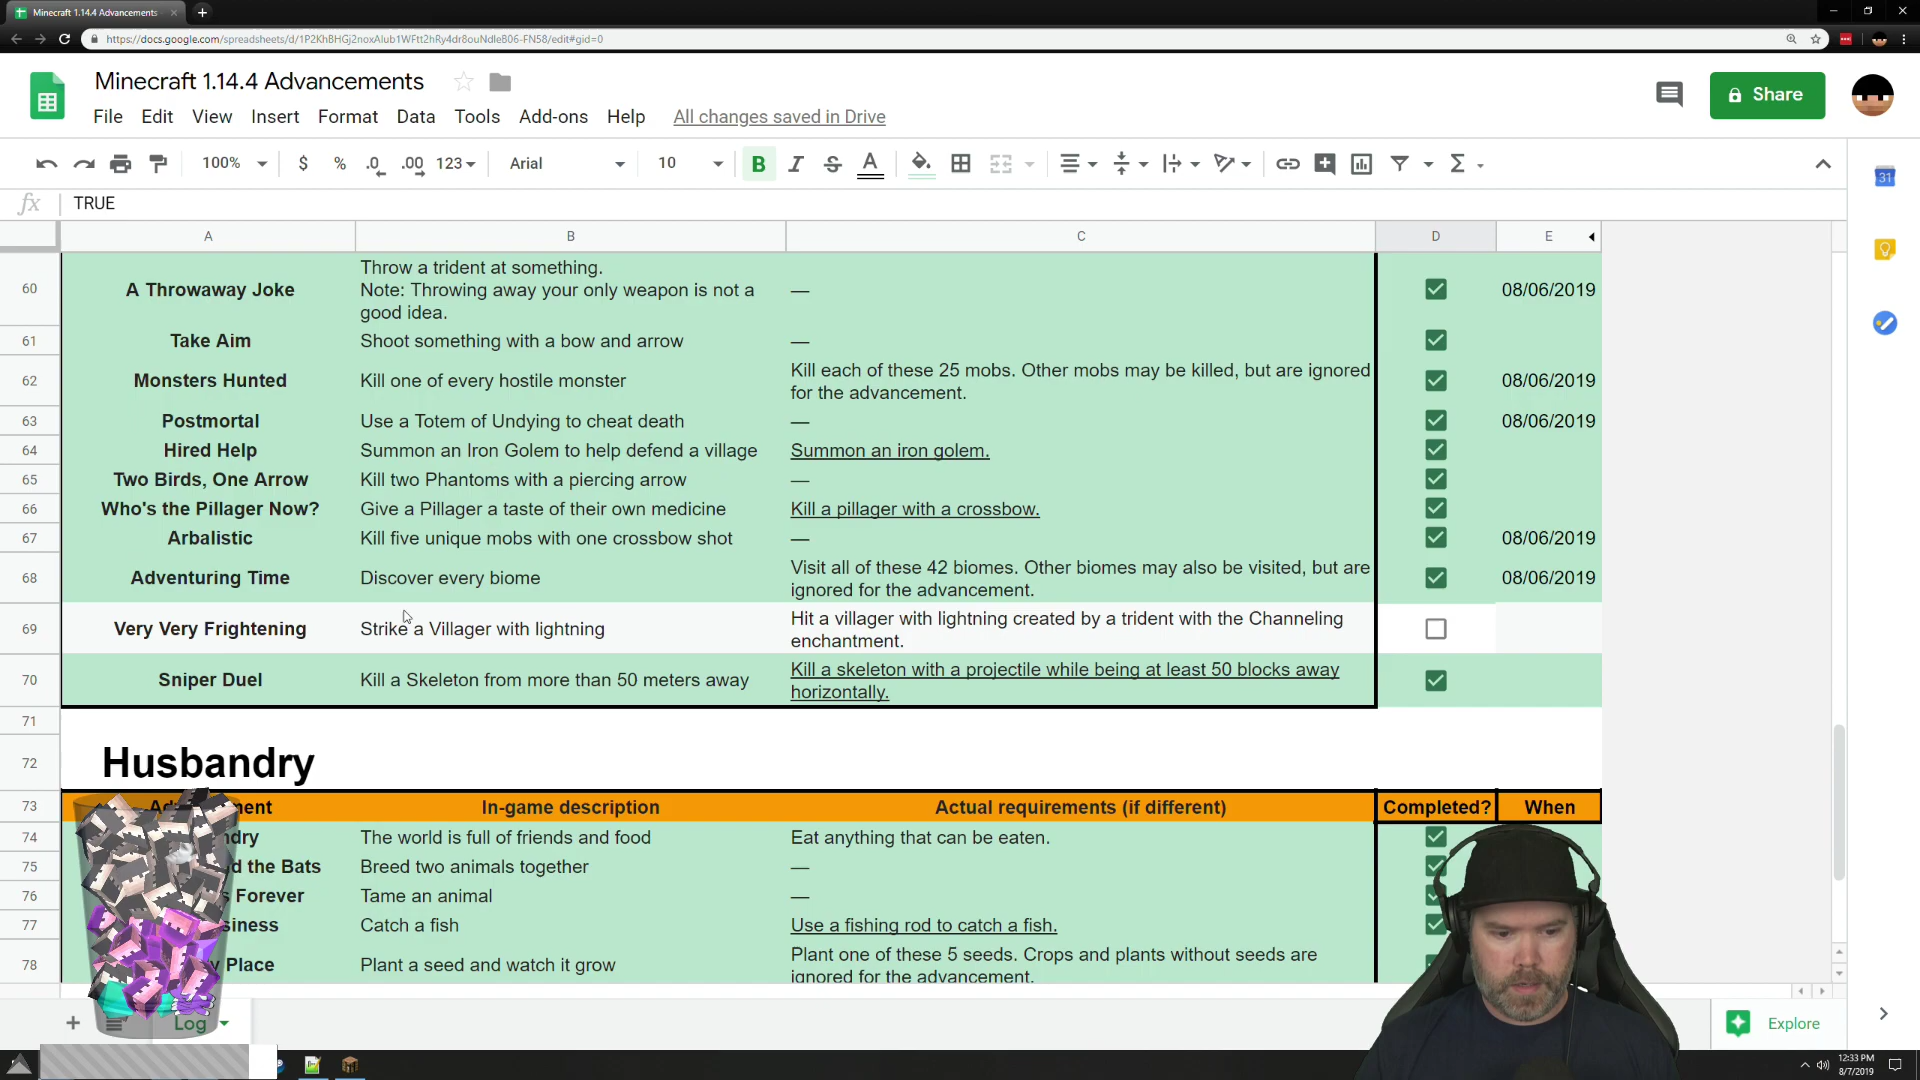 Minecraft 1.14.4 Advancements
https://docs.google.com/spreadsheets/d/1P2KhBHGj2noxAlub1WFtt2hRy4dr8ouNdleB06-FN58/edit#gid=0
Minecraft 1.14.4 Advancements
File Edit View Insert Format Data Tools Add-ons Help All changes saved in Drive
Share
100% $ % .0 .00 123 Arial 10 B I S A Σ
31
fx TRUE
A B C D E
60 A Throwaway Joke
Throw a trident at something.
Note: Throwing away your only weapon is not a
good idea.
— 08/06/2019
61 Take Aim Shoot something with a bow and arrow —
62 Monsters Hunted Kill one of every hostile monster
Kill each of these 25 mobs. Other mobs may be killed, but are ignored
for the advancement.
08/06/2019
63 Postmortal Use a Totem of Undying to cheat death — 08/06/2019
64 Hired Help Summon an Iron Golem to help defend a village Summon an iron golem.
65 Two Birds, One Arrow Kill two Phantoms with a piercing arrow —
66 Who's the Pillager Now? Give a Pillager a taste of their own medicine Kill a pillager with a crossbow.
67 Arbalistic Kill five unique mobs with one crossbow shot — 08/06/2019
68 Adventuring Time Discover every biome
Visit all of these 42 biomes. Other biomes may also be visited, but are
ignored for the advancement.
08/06/2019
69 Very Very Frightening Strike a Villager with lightning
Hit a villager with lightning created by a trident with the Channeling
enchantment.
70 Sniper Duel Kill a Skeleton from more than 50 meters away
Kill a skeleton with a projectile while being at least 50 blocks away
horizontally.
71
72 Husbandry
73 In-game description Actual requirements (if different) Completed? When
74 The world is full of friends and food Eat anything that can be eaten.
75 the Bats Breed two animals together —
76 Forever Tame an animal —
77 Catch a fish Use a fishing rod to catch a fish.
78 Place Plant a seed and watch it grow
Plant one of these 5 seeds. Crops and plants without seeds are
ignored for the advancement.
Log
Explore
12:33 PM
8/7/2019